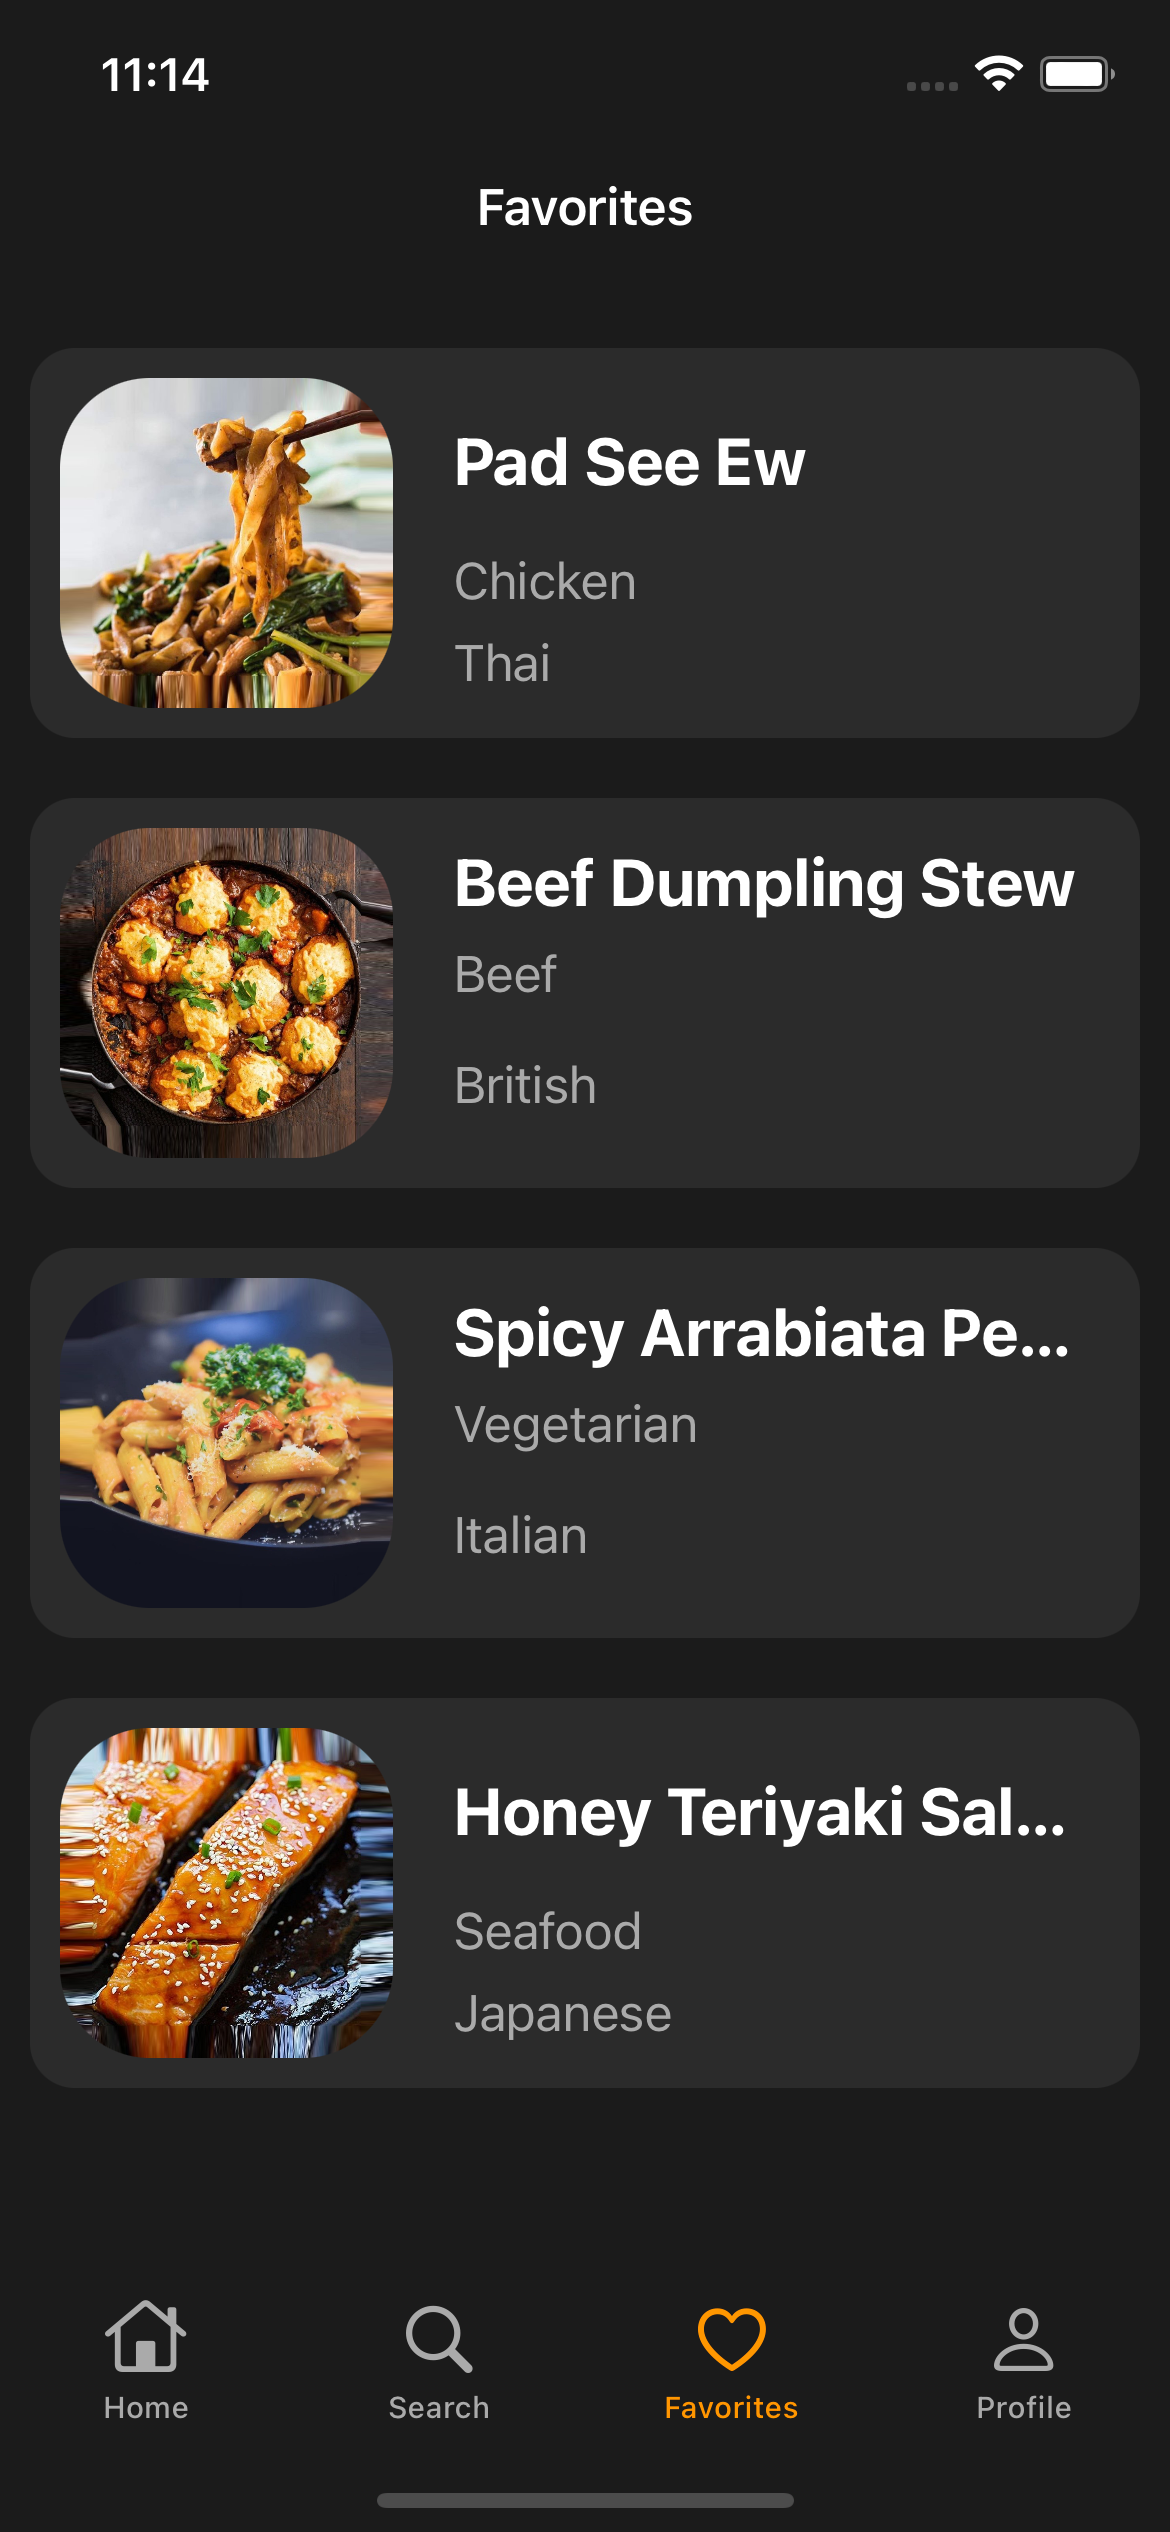 11:14
Favorites
Pad See Ew
Chicken
Thai
Beef Dumpling Stew
Beef
British
Spicy Arrabiata Pe...
Vegetarian
Italian
Honey Teriyaki Sal...
Seafood
Japanese
Home
Search
Favorites
Profile